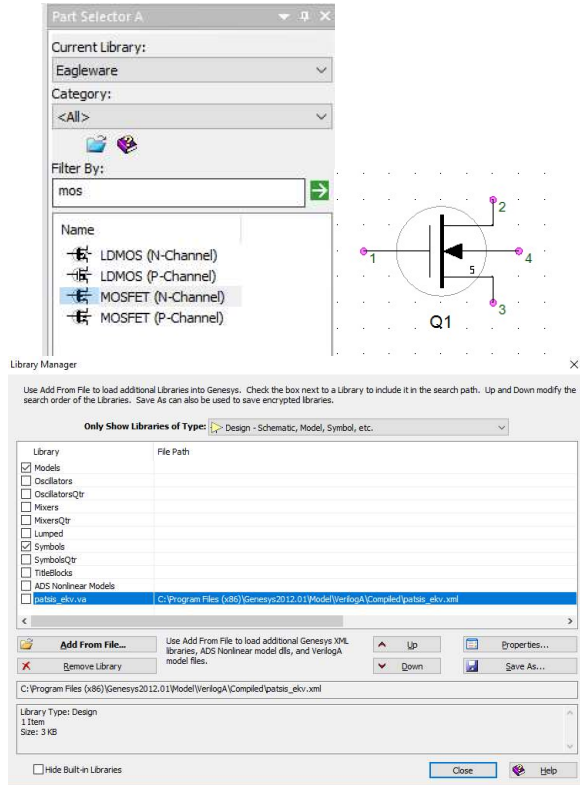 Part Selector A
Current Library:
Eagleware
Category:
<All>
Filter By:
mos
Name
LDMOS (N-Channel)
LDMOS (P-Channel)
MOSFET (N-Channel)
MOSFET (P-Channel)
2
1
4
5
3
Q1
Library Manager
Use Add From File to load additional Libraries into Genesys. Check the box next to a Library to include it in the search path. Up and Down modify the
search order of the Libraries. Save As can also be used to save encrypted libraries.
Only Show Libraries of Type: Design - Schematic, Model, Symbol, etc.
Library File Path
Models
Oscillators
OscillatorsQtr
Mixers
MixersQtr
Lumped
Symbols
SymbolsQtr
TitleBlocks
ADS Nonlinear Models
patsis_ekv.va C:\Program Files (x86)\Genesys2012.01\Model\VerilogA\Compiled\patsis_ekv.xml
Add From File... Use Add From File to load additional Genesys XML Up Properties...
libraries, ADS Nonlinear model dlls, and VerilogA
Remove Library model files. Down Save As...
C:\Program Files (x86)\Genesys2012.01\Model\VerilogA\Compiled\patsis_ekv.xml
Library Type: Design
1 Item
Size: 3 KB
Hide Built-in Libraries Close Help